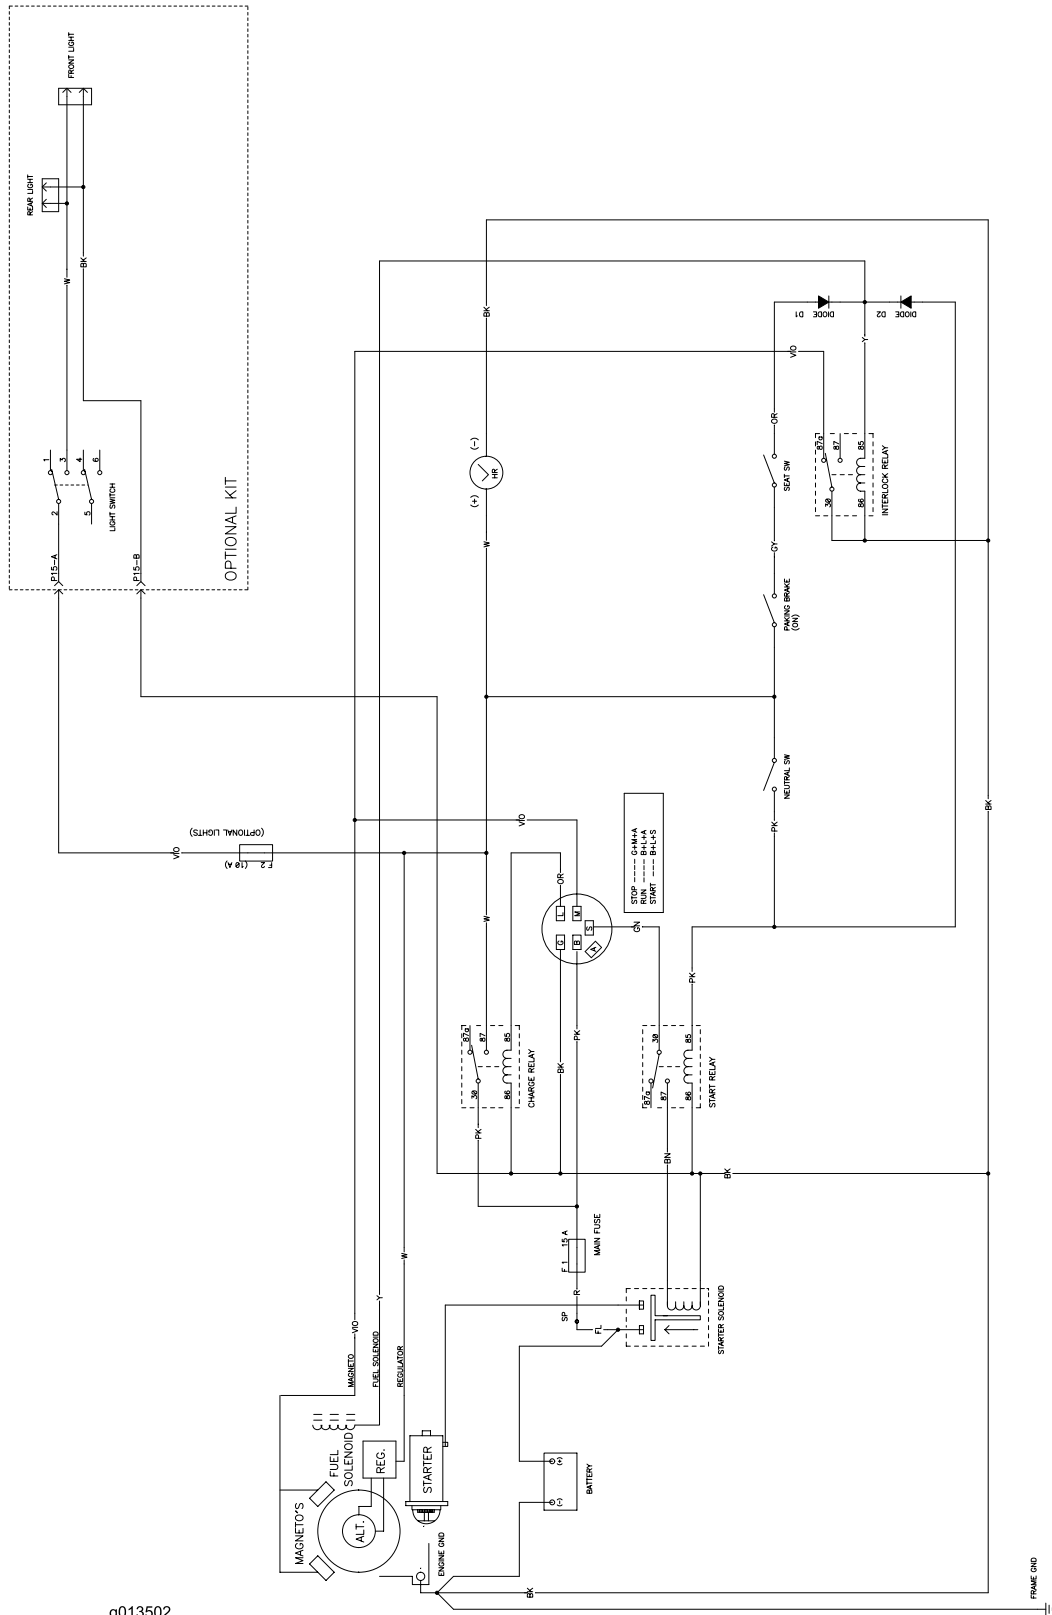 FRONT LIGHT
REAR LIGHT
W
BK
1
3
4
6
2
5
LIGHT SWITCH
P15-A
P15-B
OPTIONAL KIT
BK
(-)
HR
(+)
W
VIO
OR
SEAT SW
GY
PAKING BRAKE
(ON)
NEUTRAL SW
PK
D1 DIODE
D2 DIODE
Y
87a
87
85
30
86
INTERLOCK RELAY
BK
VIO
(OPTIONAL LIGHTS)
F 2 (10 A)
VIO
W
OR
STOP ---- G+M+A
RUN ---- B+L+A
START --- B+L+S
L
M
S
G
B
A
GN
87a
87
85
30
86
CHARGE RELAY
PK
BK
PK
PK
30
85
87a
87
86
START RELAY
BN
BK
F 1 15 A
MAIN FUSE
R
SP
FL
STARTER SOLENOID
W
Y
VIO
MAGNETO
FUEL SOLENOID
REGULATOR
FUEL
SOLENOID
REG.
MAGNETO'S
ALT.
STARTER
ENGINE GND
(+)
(-)
BATTERY
BK
FRAME GND
g013502